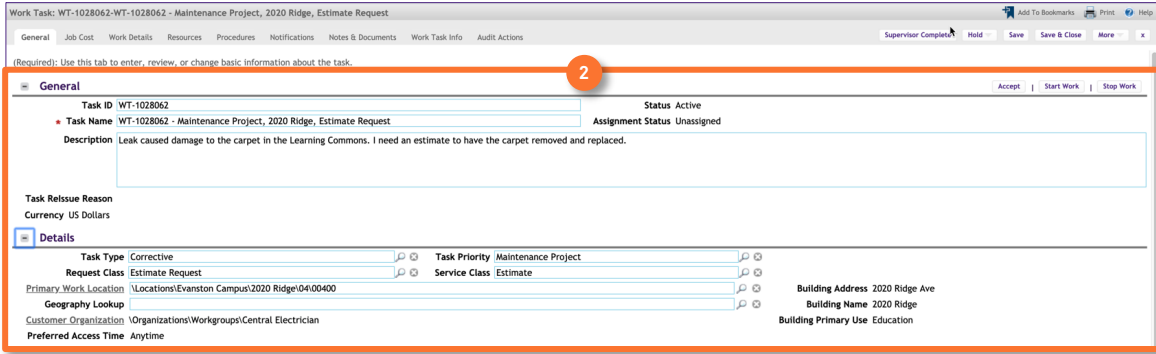 Work Task: WT-1028062-WT-1028062 - Maintenance Project, 2020 Ridge, Estimate Request Add To Bookmarks Print Help
General Job Cost Work Details Resources Procedures Notifications Notes & Documents Work Task Info Audit Actions Supervisor Complete Hold Save Save & Close More x
(Required): Use this tab to enter, review, or change basic information about the task.
2
General Accept | Start Work | Stop Work
Task ID WT-1028062 Status Active
* Task Name WT-1028062 - Maintenance Project, 2020 Ridge, Estimate Request Assignment Status Unassigned
Description Leak caused damage to the carpet in the Learning Commons. I need an estimate to have the carpet removed and replaced.
Task ReIssue Reason
Currency US Dollars
Details
Task Type Corrective Task Priority Maintenance Project
Request Class Estimate Request Service Class Estimate
Primary Work Location \Locations\Evanston Campus\2020 Ridge\04\00400 Building Address 2020 Ridge Ave
Geography Lookup Building Name 2020 Ridge
Customer Organization \Organizations\Workgroups\Central Electrician Building Primary Use Education
Preferred Access Time Anytime